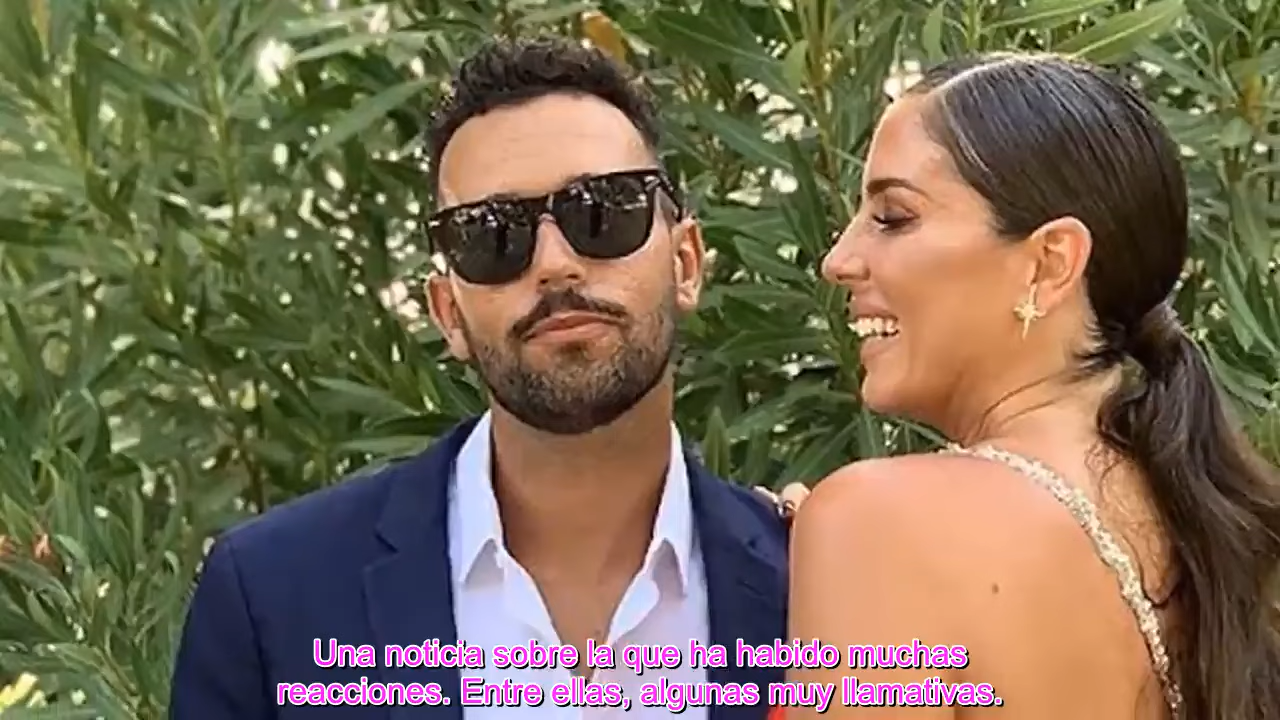 Una noticia sobre la que ha habido muchas
reacciones. Entre ellas, algunas muy llamativas.